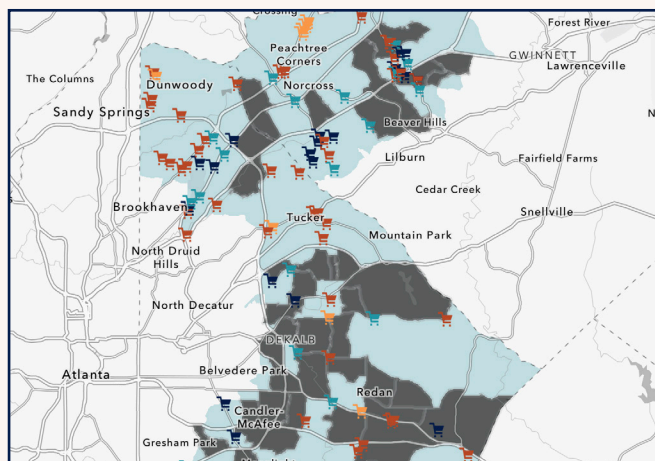 Crossing
Peachtree
Corners
Forest River
GWINNETT
Lawrenceville
The Columns
Dunwoody
Norcross
Sandy Springs
Beaver Hills
Lilburn
Fairfield Farms
Cedar Creek
Brookhaven
Tucker
Snellville
Mountain Park
North Druid
Hills
North Decatur
DEKALB
Atlanta
Belvedere Park
Redan
Candler-
McAfee
Gresham Park